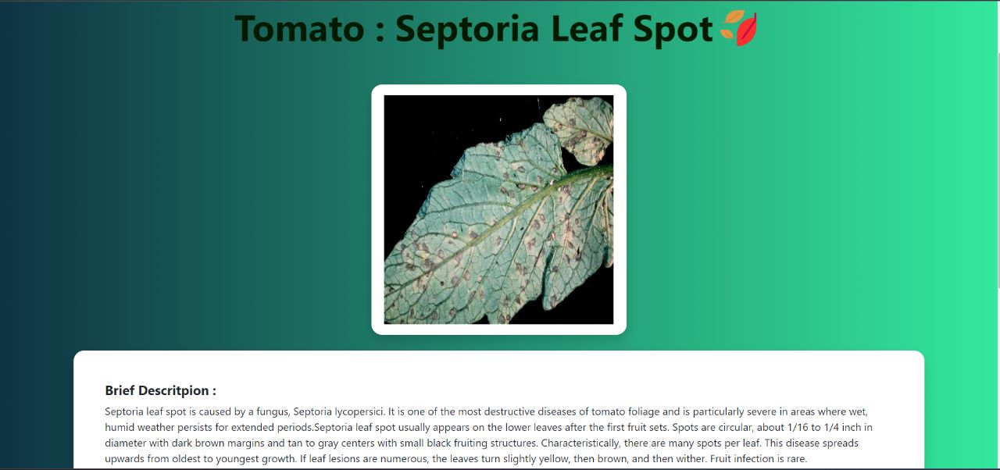 Tomato : Septoria Leaf Spot
Brief Descritpion :
Septoria leaf spot is caused by a fungus, Septoria lycopersici. It is one of the most destructive diseases of tomato foliage and is particularly severe in areas where wet,
humid weather persists for extended periods.Septoria leaf spot usually appears on the lower leaves after the first fruit sets. Spots are circular, about 1/16 to 1/4 inch in
diameter with dark brown margins and tan to gray centers with small black fruiting structures. Characteristically, there are many spots per leaf. This disease spreads
upwards from oldest to youngest growth. If leaf lesions are numerous, the leaves turn slightly yellow, then brown, and then wither. Fruit infection is rare.